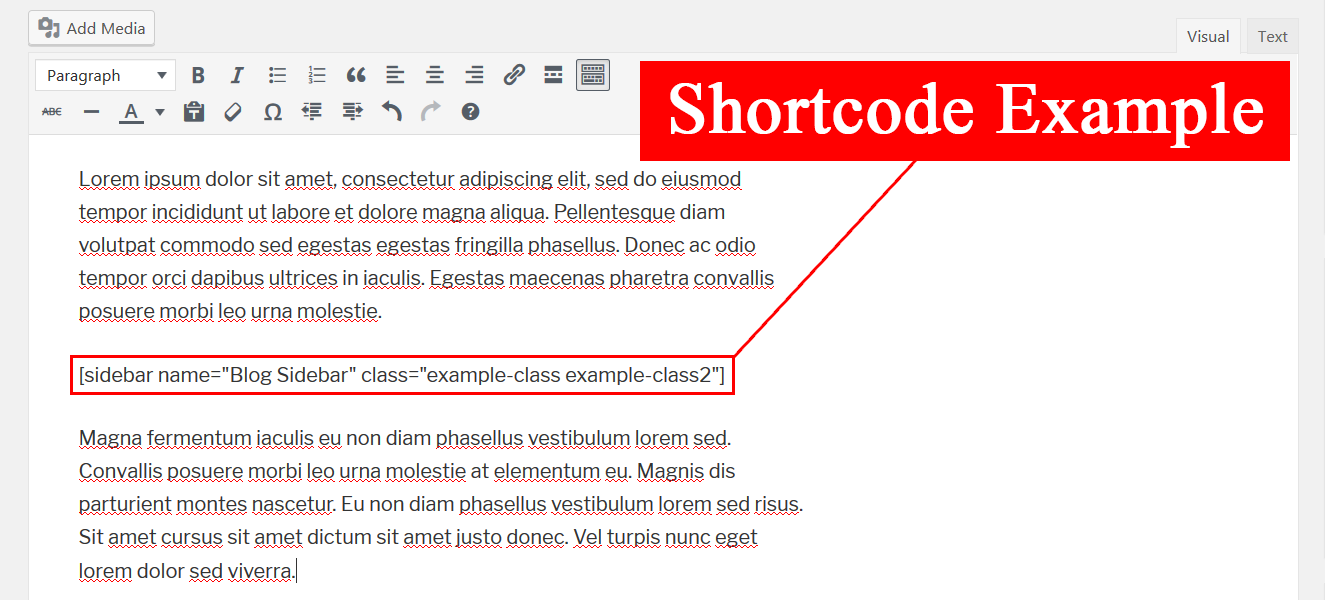 Add Media
Visual
Text
Paragraph
B
I
Shortcode Example
ABC
A
T
Ω
?
Lorem ipsum dolor sit amet, consectetur adipiscing elit, sed do eiusmod
tempor incididunt ut labore et dolore magna aliqua. Pellentesque diam
volutpat commodo sed egestas egestas fringilla phasellus. Donec ac odio
tempor orci dapibus ultrices in iaculis. Egestas maecenas pharetra convallis
posuere morbi leo urna molestie.
[sidebar name="Blog Sidebar" class="example-class example-class2"]
Magna fermentum iaculis eu non diam phasellus vestibulum lorem sed.
Convallis posuere morbi leo urna molestie at elementum eu. Magnis dis
parturient montes nascetur. Eu non diam phasellus vestibulum lorem sed risus.
Sit amet cursus sit amet dictum sit amet justo donec. Vel turpis nunc eget
lorem dolor sed viverra.